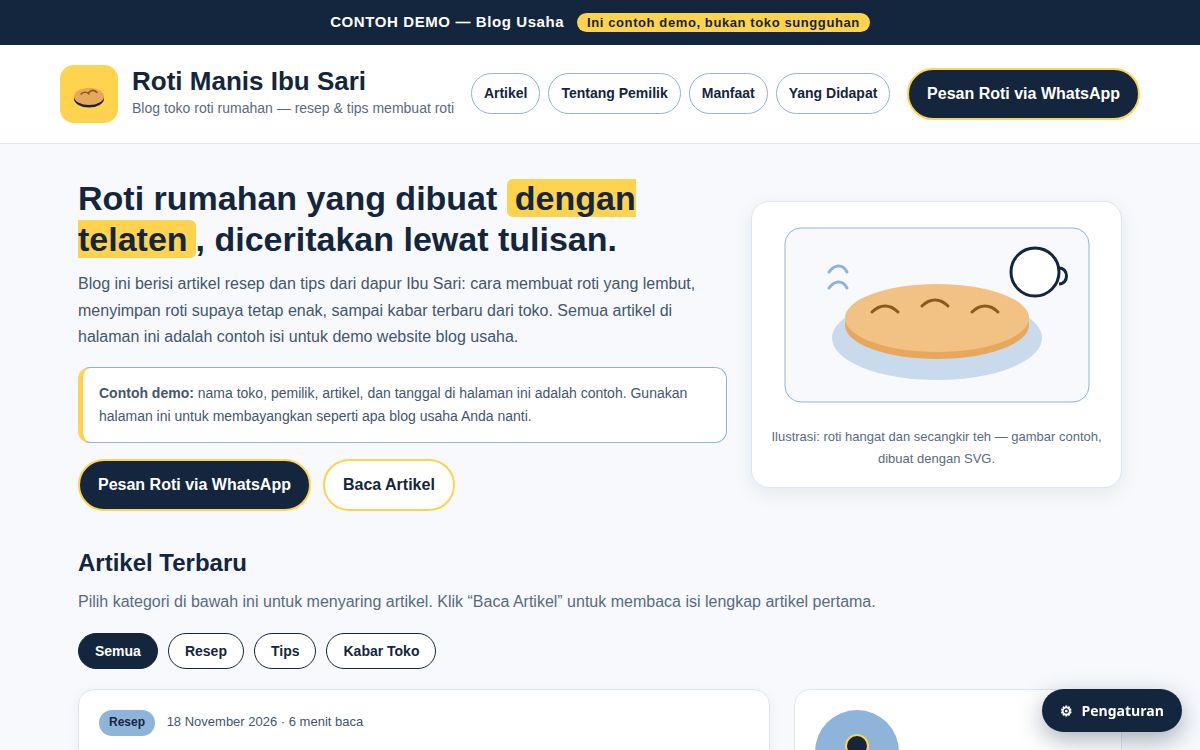 CONTOH DEMO — Blog Usaha Ini contoh demo, bukan toko sungguhan
Roti Manis Ibu Sari
Blog toko roti rumahan — resep & tips membuat roti
Artikel
Tentang Pemilik
Manfaat
Yang Didapat
Pesan Roti via WhatsApp
Roti rumahan yang dibuat dengan
telaten, diceritakan lewat tulisan.
Blog ini berisi artikel resep dan tips dari dapur Ibu Sari: cara membuat roti yang lembut,
menyimpan roti supaya tetap enak, sampai kabar terbaru dari toko. Semua artikel di
halaman ini adalah contoh isi untuk demo website blog usaha.
Contoh demo: nama toko, pemilik, artikel, dan tanggal di halaman ini adalah contoh. Gunakan
halaman ini untuk membayangkan seperti apa blog usaha Anda nanti.
Pesan Roti via WhatsApp
Baca Artikel
Ilustrasi: roti hangat dan secangkir teh — gambar contoh,
dibuat dengan SVG.
Artikel Terbaru
Pilih kategori di bawah ini untuk menyaring artikel. Klik “Baca Artikel” untuk membaca isi lengkap artikel pertama.
Semua
Resep
Tips
Kabar Toko
Resep
18 November 2026 · 6 menit baca
⚙ Pengaturan